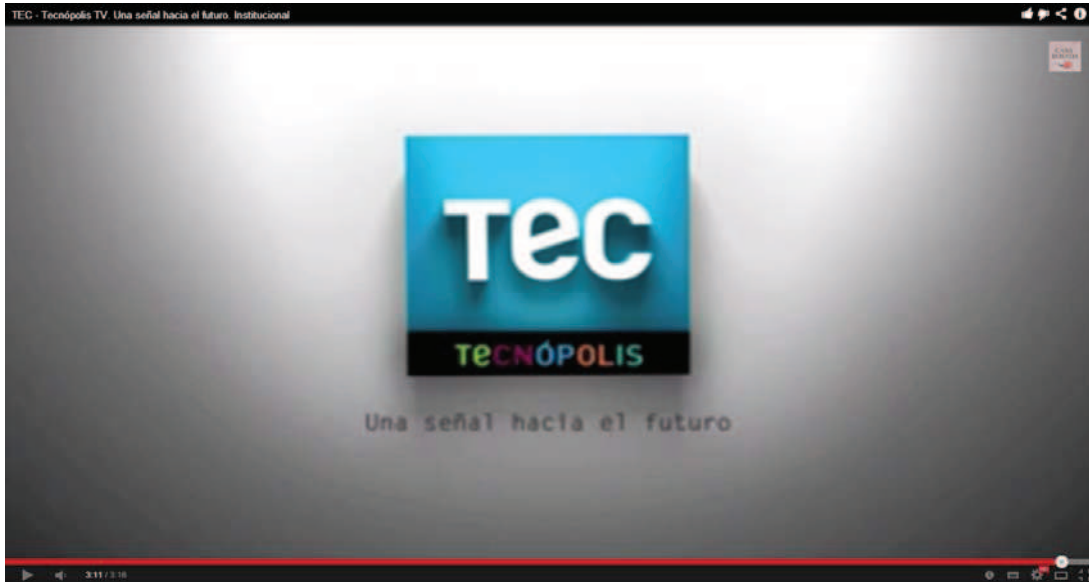 TEC - Tecnópolis TV. Una señal hacia el futuro. Institucional
TEC
TECNÓPOLIS
Una señal hacia el futuro
3:11 / 3:16